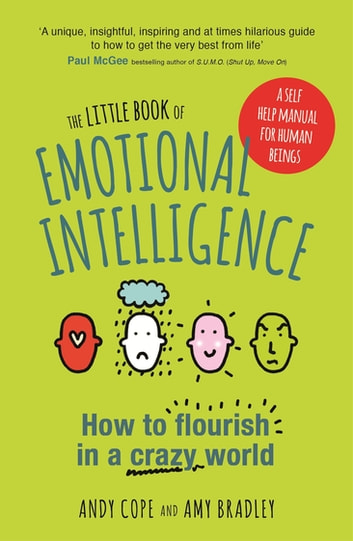 ‘A unique, insightful, inspiring and at times hilarious guide
to how to get the very best from life’
Paul McGee bestselling author of S.U.M.O. (Shut Up, Move On)
A SELF
HELP MANUAL
FOR HUMAN
BEINGS
THE LITTLE BOOK OF
EMOTIONAL
INTELLIGENCE
How to flourish
in a crazy world
ANDY COPE AND AMY BRADLEY